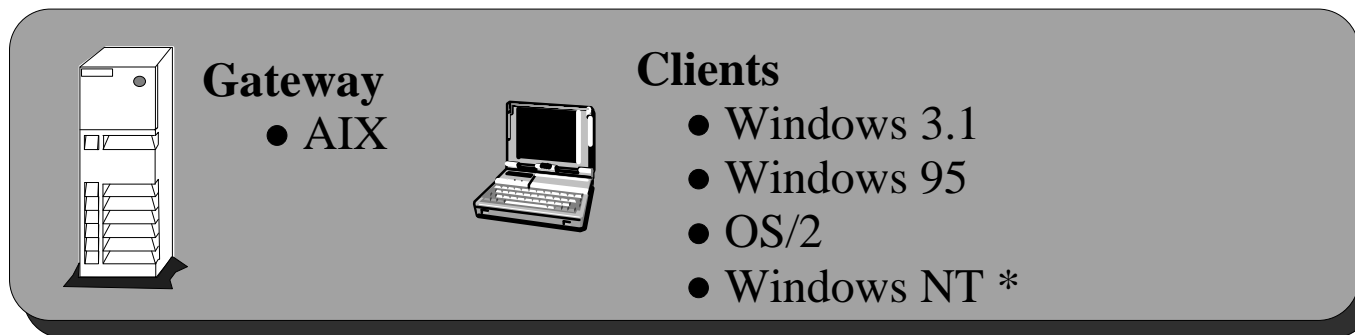 Gateway
● AIX
Clients
● Windows 3.1
● Windows 95
● OS/2
● Windows NT *